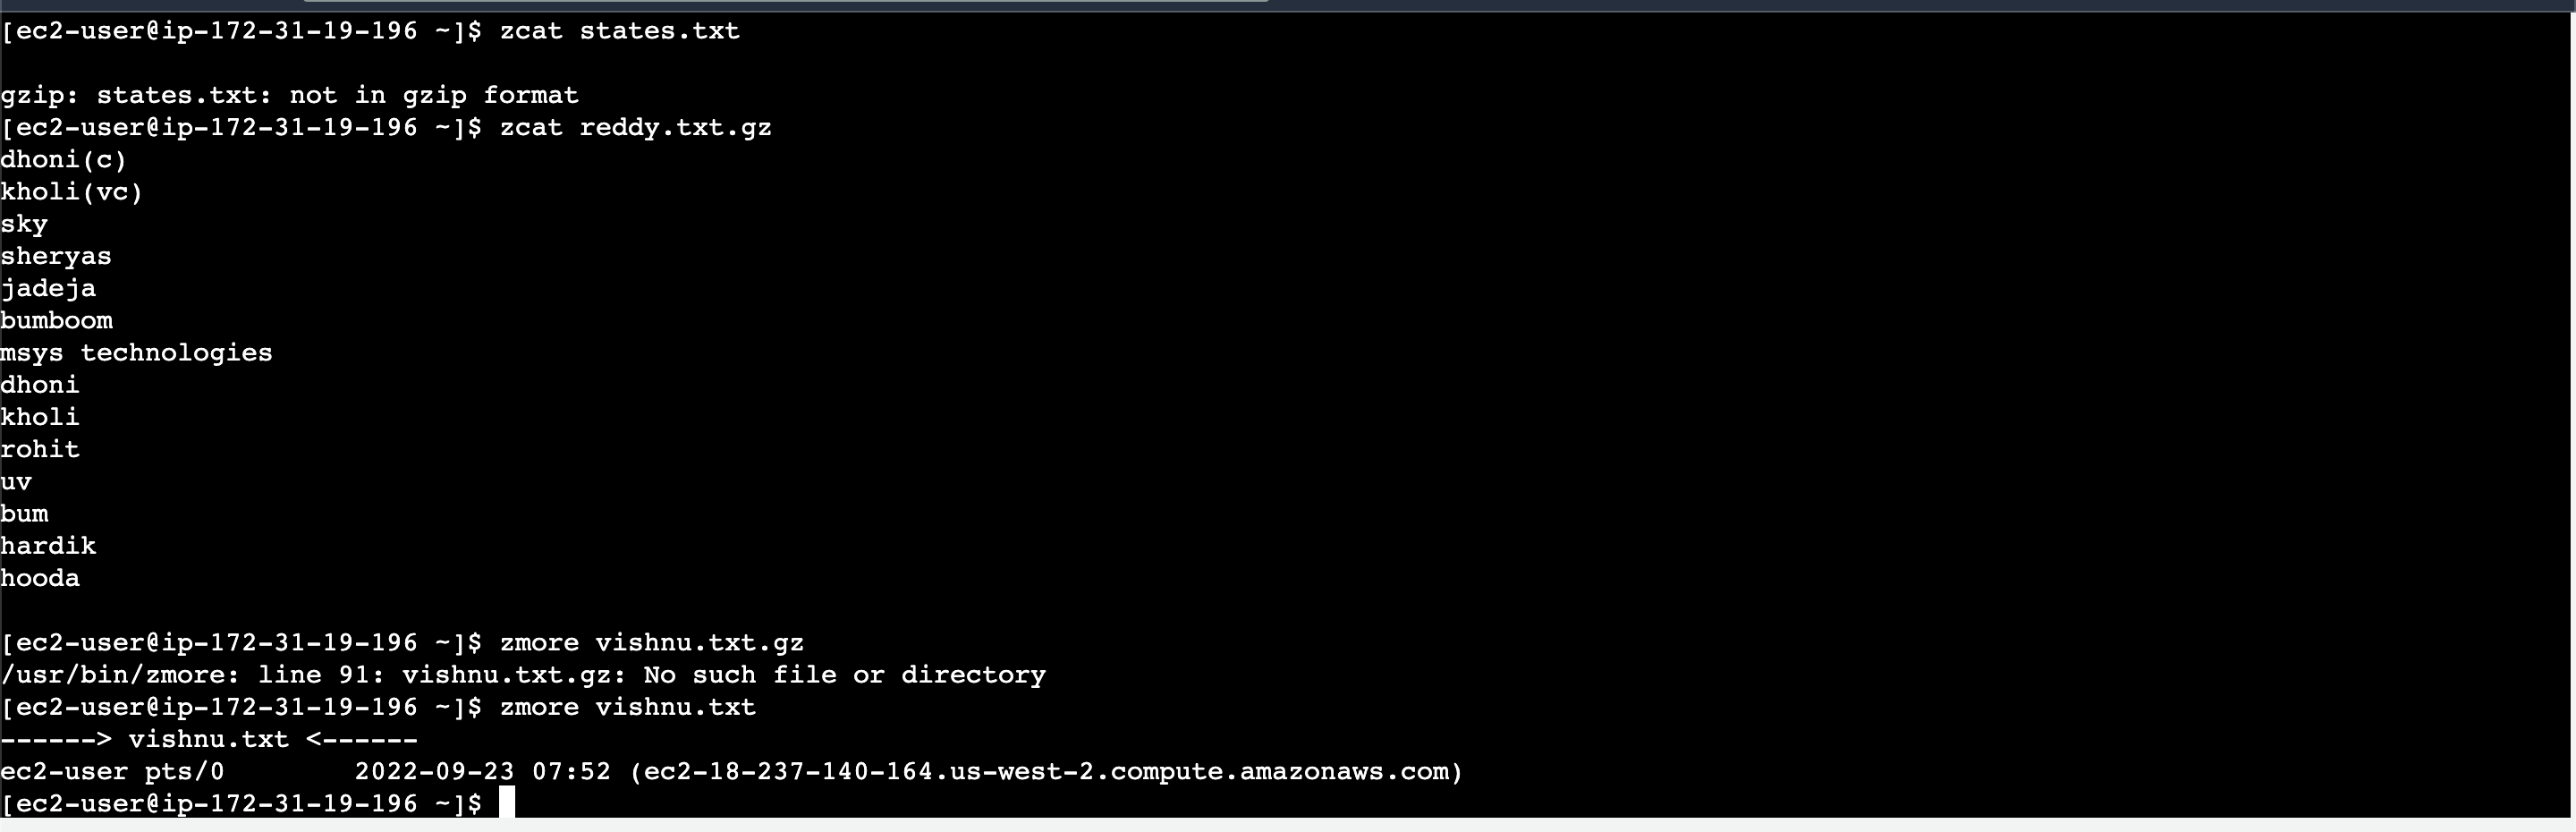 [ec2-user@ip-172-31-19-196 ~]$ zcat states.txt
gzip: states.txt: not in gzip format
[ec2-user@ip-172-31-19-196 ~]$ zcat reddy.txt.gz
dhoni(c)
kholi(vc)
sky
sheryas
jadeja
bumboom
msys technologies
dhoni
kholi
rohit
uv
bum
hardik
hooda
[ec2-user@ip-172-31-19-196 ~]$ zmore vishnu.txt.gz
/usr/bin/zmore: line 91: vishnu.txt.gz: No such file or directory
[ec2-user@ip-172-31-19-196 ~]$ zmore vishnu.txt
------> vishnu.txt <------
ec2-user pts/0        2022-09-23 07:52 (ec2-18-237-140-164.us-west-2.compute.amazonaws.com)
[ec2-user@ip-172-31-19-196 ~]$